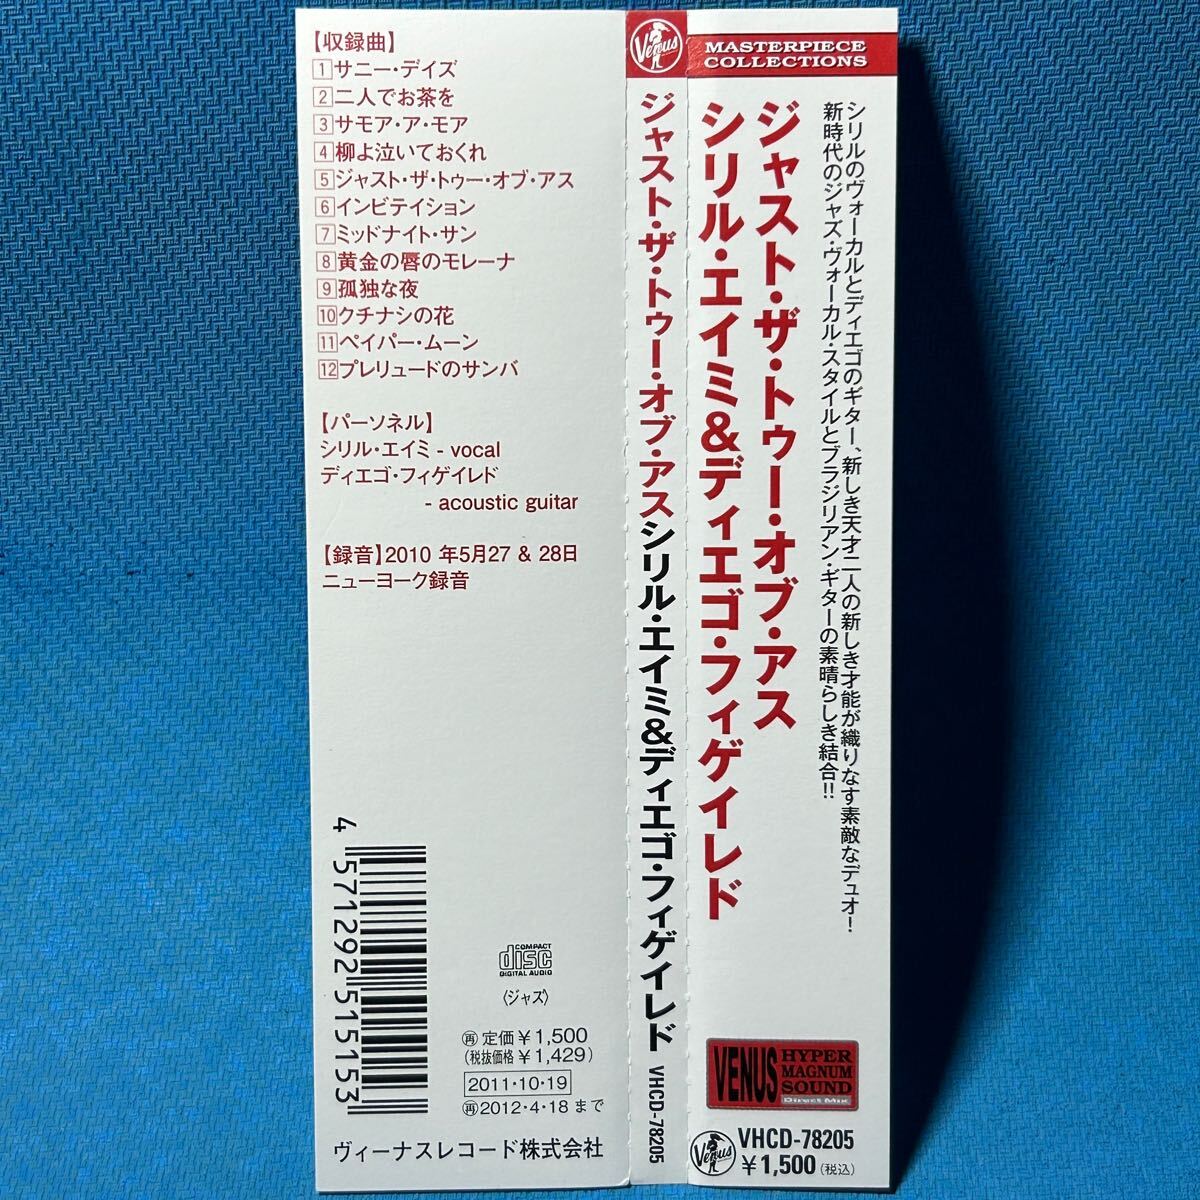 【収録曲】
1 サニー・デイズ
2 二人でお茶を
3 サモア・ア・モア
4 柳よ泣いておくれ
5 ジャスト・ザ・トゥー・オブ・アス
6 インビテイション
7 ミッドナイト・サン
8 黄金の唇のモレーナ
9 孤独な夜
10 クチナシの花
11 ペイパー・ムーン
12 プレリュードのサンバ
【パーソネル】
シリル・エイミ - vocal
ディエゴ・フィゲイレド
- acoustic guitar
【録音】2010 年5月27 & 28日
ニューヨーク録音
4 571292 515153
COMPACT
disc
DIGITAL AUDIO
〈ジャズ〉
再 定価￥1,500
(税抜価格￥1,429)
2011・10・19
再 2012・4・18 まで
ヴィーナスレコード株式会社
Venus
ジャスト・ザ・トゥー・オブ・アス シリル・エイミ&ディエゴ・フィゲイレド
VHCD-78205
MASTERPIECE
COLLECTIONS
シリルのヴォーカルとディエゴのギター、新しき天才二人の新しき才能が織りなす素敵なデュオ！
新時代のジャズ・ヴォーカル・スタイルとブラジリアン・ギターの素晴らしき結合!!
ジャスト・ザ・トゥー・オブ・アス
シリル・エイミ&ディエゴ・フィゲイレド
VENUS
HYPER
MAGNUM
SOUND
Direct Mix
Venus
VHCD-78205
￥1,500(税込)